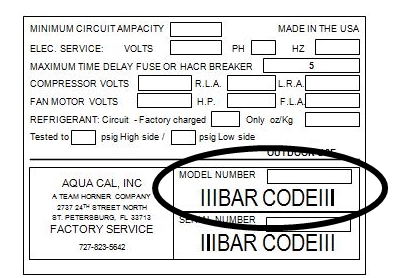 MINIMUM CIRCUIT AMPACITY MADE IN THE USA
ELEC. SERVICE: VOLTS PH HZ
MAXIMUM TIME DELAY FUSE OR HACR BREAKER 5
COMPRESSOR VOLTS R.L.A. L.R.A.
FAN MOTOR VOLTS H.P. F.L.A.
REFRIGERANT: Circuit - Factory charged Only oz/Kg
Tested to psig High side / psig Low side
OUTDOOR USE
AQUA CAL, INC
A TEAM HORNER COMPANY
2737 24TH STREET NORTH
ST. PETERSBURG, FL 33713
FACTORY SERVICE
727-823-5642
MODEL NUMBER
IIIBAR CODEIII
SERIAL NUMBER
IIIBAR CODEIII